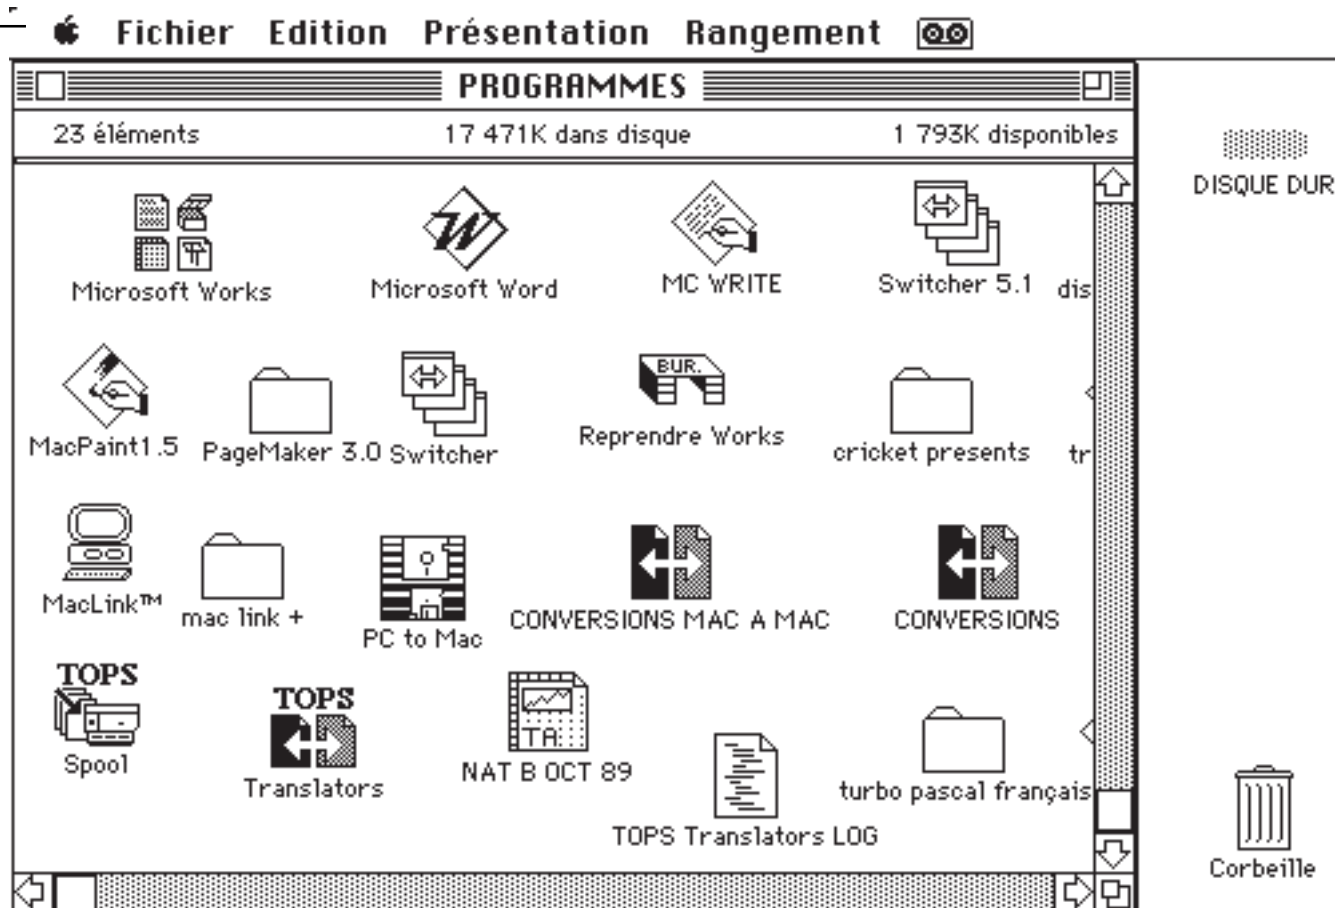 Fichier Edition Présentation Rangement
PROGRAMMES
23 éléments 17 471K dans disque 1 793K disponibles
DISQUE DUR
Microsoft Works Microsoft Word MC WRITE Switcher 5.1 dis
BUR.
MacPaint1.5 PageMaker 3.0 Switcher Reprendre Works cricket presents tr
MacLink™ mac link + PC to Mac CONVERSIONS MAC A MAC CONVERSIONS
TOPS
Spool
TOPS
Translators
TA
NAT B OCT 89
TOPS Translators LOG
turbo pascal français
Corbeille